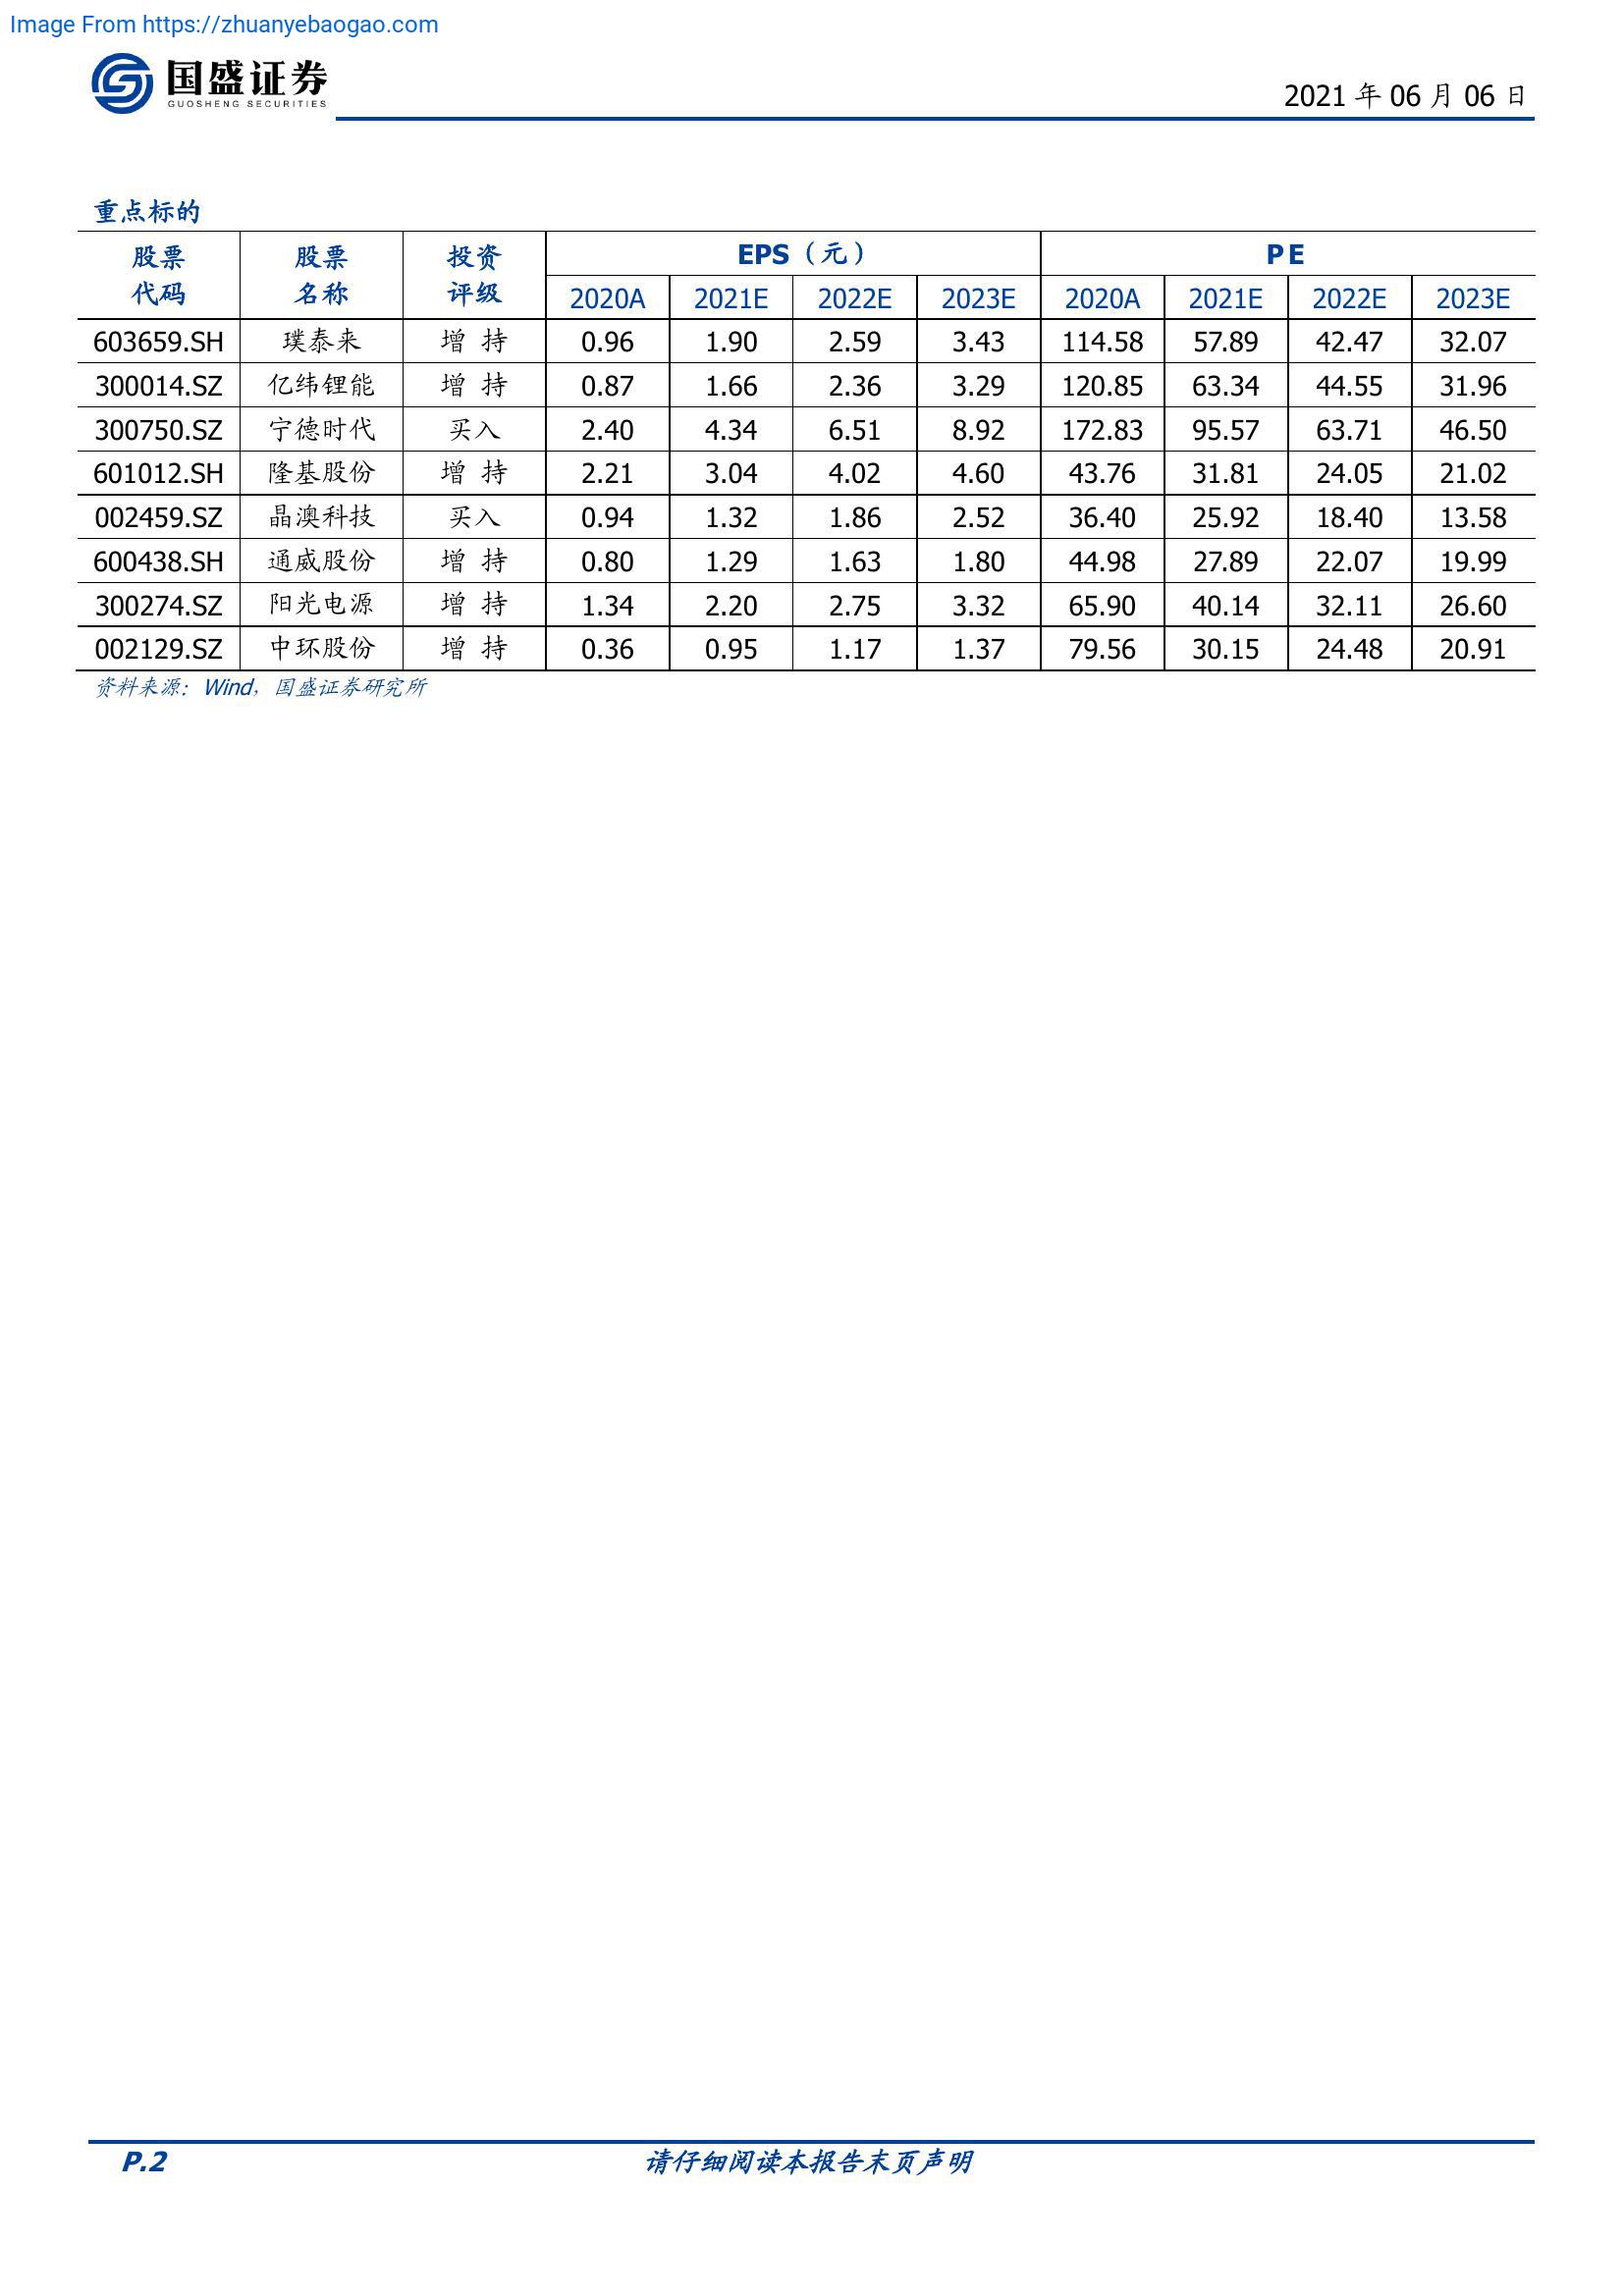 Image From https://zhuanyebaogao.com
国盛证券
GUOSHENG SECURITIES
2021 年 06 月 06 日
重点标的
股票 股票 投资 EPS（元） PE
代码 名称 评级 2020A 2021E 2022E 2023E 2020A 2021E 2022E 2023E
603659.SH 璞泰来 增 持 0.96 1.90 2.59 3.43 114.58 57.89 42.47 32.07
300014.SZ 亿纬锂能 增 持 0.87 1.66 2.36 3.29 120.85 63.34 44.55 31.96
300750.SZ 宁德时代 买入 2.40 4.34 6.51 8.92 172.83 95.57 63.71 46.50
601012.SH 隆基股份 增 持 2.21 3.04 4.02 4.60 43.76 31.81 24.05 21.02
002459.SZ 晶澳科技 买入 0.94 1.32 1.86 2.52 36.40 25.92 18.40 13.58
600438.SH 通威股份 增 持 0.80 1.29 1.63 1.80 44.98 27.89 22.07 19.99
300274.SZ 阳光电源 增 持 1.34 2.20 2.75 3.32 65.90 40.14 32.11 26.60
002129.SZ 中环股份 增 持 0.36 0.95 1.17 1.37 79.56 30.15 24.48 20.91
资料来源：Wind，国盛证券研究所
P.2 请仔细阅读本报告末页声明